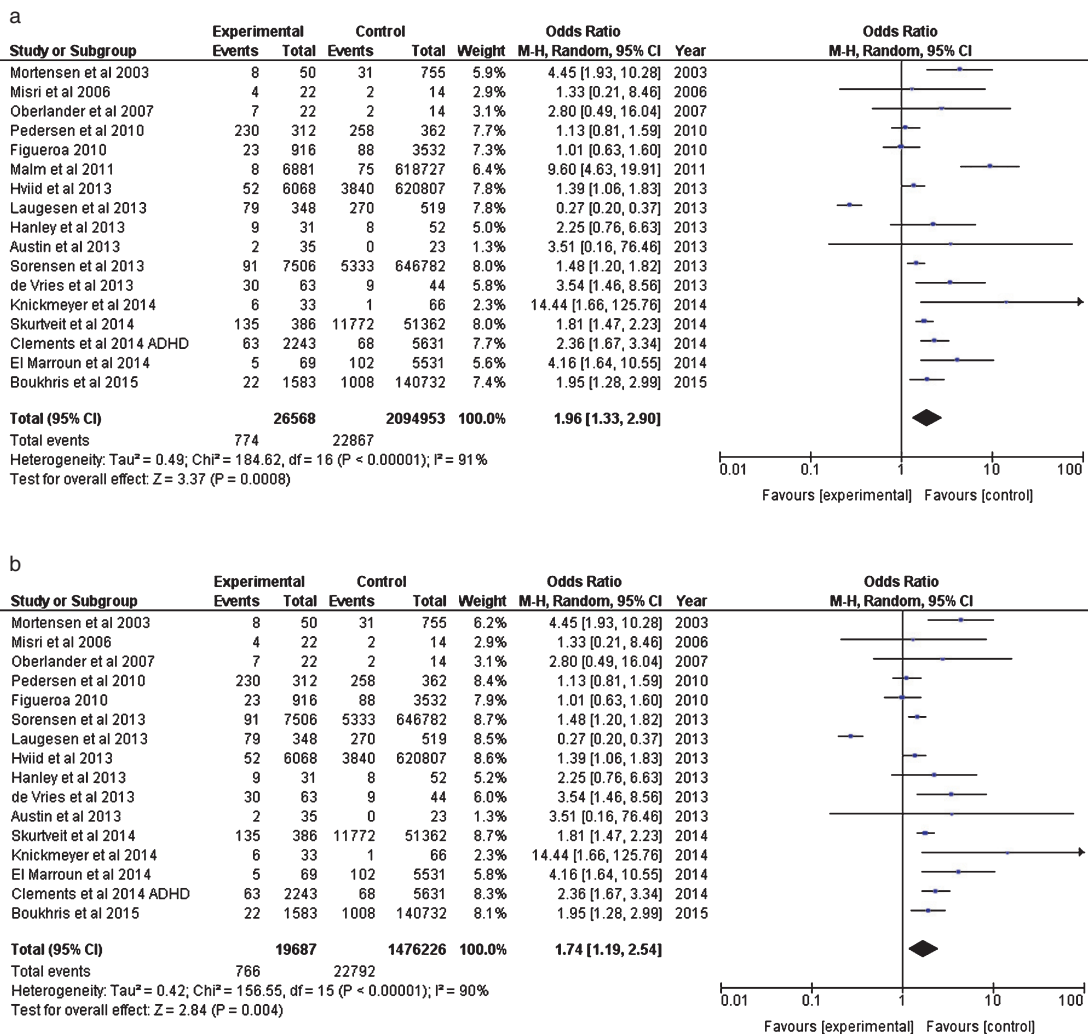 a
Experimental Control Odds Ratio Odds Ratio
Study or Subgroup Events Total Events Total Weight M-H, Random, 95% CI Year M-H, Random, 95% CI
Mortensen et al 2003 8 50 31 755 5.9% 4.45 [1.93, 10.28] 2003
Misri et al 2006 4 22 2 14 2.9% 1.33 [0.21, 8.46] 2006
Oberlander et al 2007 7 22 2 14 3.1% 2.80 [0.49, 16.04] 2007
Pedersen et al 2010 230 312 258 362 7.7% 1.13 [0.81, 1.59] 2010
Figueroa 2010 23 916 88 3532 7.3% 1.01 [0.63, 1.60] 2010
Malm et al 2011 8 6881 75 618727 6.4% 9.60 [4.63, 19.91] 2011
Hviid et al 2013 52 6068 3840 620807 7.8% 1.39 [1.06, 1.83] 2013
Laugesen et al 2013 79 348 270 519 7.8% 0.27 [0.20, 0.37] 2013
Hanley et al 2013 9 31 8 52 5.0% 2.25 [0.76, 6.63] 2013
Austin et al 2013 2 35 0 23 1.3% 3.51 [0.16, 76.46] 2013
Sorensen et al 2013 91 7506 5333 646782 8.0% 1.48 [1.20, 1.82] 2013
de Vries et al 2013 30 63 9 44 5.8% 3.54 [1.46, 8.56] 2013
Knickmeyer et al 2014 6 33 1 66 2.3% 14.44 [1.66, 125.76] 2014
Skurtveit et al 2014 135 386 11772 51362 8.0% 1.81 [1.47, 2.23] 2014
Clements et al 2014 ADHD 63 2243 68 5631 7.7% 2.36 [1.67, 3.34] 2014
El Marroun et al 2014 5 69 102 5531 5.6% 4.16 [1.64, 10.55] 2014
Boukhris et al 2015 22 1583 1008 140732 7.4% 1.95 [1.28, 2.99] 2015
Total (95% CI) 26568 2094953 100.0% 1.96 [1.33, 2.90]
Total events 774 22867
Heterogeneity: Tau² = 0.49; Chi² = 184.62, df = 16 (P < 0.00001); I² = 91%
Test for overall effect: Z = 3.37 (P = 0.0008)
0.01 0.1 1 10 100
Favours [experimental] Favours [control]
b
Experimental Control Odds Ratio Odds Ratio
Study or Subgroup Events Total Events Total Weight M-H, Random, 95% CI Year M-H, Random, 95% CI
Mortensen et al 2003 8 50 31 755 6.2% 4.45 [1.93, 10.28] 2003
Misri et al 2006 4 22 2 14 2.9% 1.33 [0.21, 8.46] 2006
Oberlander et al 2007 7 22 2 14 3.1% 2.80 [0.49, 16.04] 2007
Pedersen et al 2010 230 312 258 362 8.4% 1.13 [0.81, 1.59] 2010
Figueroa 2010 23 916 88 3532 7.9% 1.01 [0.63, 1.60] 2010
Sorensen et al 2013 91 7506 5333 646782 8.7% 1.48 [1.20, 1.82] 2013
Laugesen et al 2013 79 348 270 519 8.5% 0.27 [0.20, 0.37] 2013
Hviid et al 2013 52 6068 3840 620807 8.6% 1.39 [1.06, 1.83] 2013
Hanley et al 2013 9 31 8 52 5.2% 2.25 [0.76, 6.63] 2013
de Vries et al 2013 30 63 9 44 6.0% 3.54 [1.46, 8.56] 2013
Austin et al 2013 2 35 0 23 1.3% 3.51 [0.16, 76.46] 2013
Skurtveit et al 2014 135 386 11772 51362 8.7% 1.81 [1.47, 2.23] 2014
Knickmeyer et al 2014 6 33 1 66 2.3% 14.44 [1.66, 125.76] 2014
El Marroun et al 2014 5 69 102 5531 5.8% 4.16 [1.64, 10.55] 2014
Clements et al 2014 ADHD 63 2243 68 5631 8.3% 2.36 [1.67, 3.34] 2014
Boukhris et al 2015 22 1583 1008 140732 8.1% 1.95 [1.28, 2.99] 2015
Total (95% CI) 19687 1476226 100.0% 1.74 [1.19, 2.54]
Total events 766 22792
Heterogeneity: Tau² = 0.42; Chi² = 156.55, df = 15 (P < 0.00001); I² = 90%
Test for overall effect: Z = 2.84 (P = 0.004)
0.01 0.1 1 10 100
Favours [experimental] Favours [control]